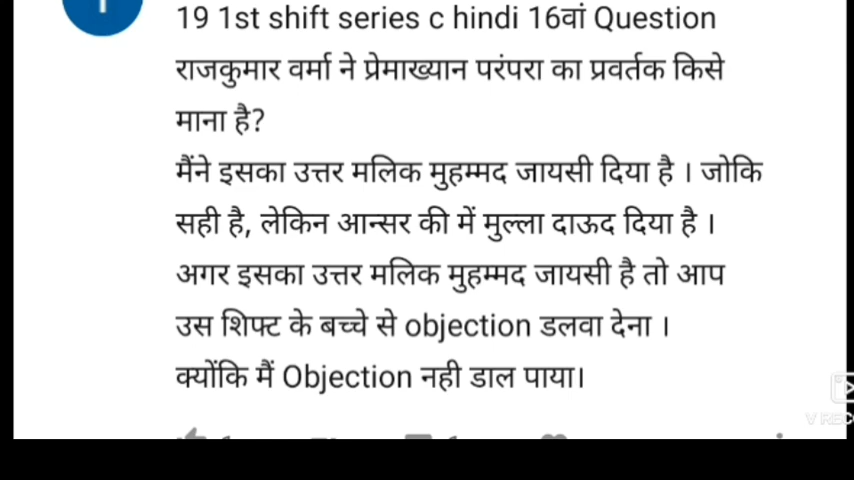 19 1st shift series c hindi 16वां Question
राजकुमार वर्मा ने प्रेमाख्यान परंपरा का प्रवर्तक किसे
माना है?
मैंने इसका उत्तर मलिक मुहम्मद जायसी दिया है । जोकि
सही है, लेकिन आन्सर की में मुल्ला दाऊद दिया है ।
अगर इसका उत्तर मलिक मुहम्मद जायसी है तो आप
उस शिफ्ट के बच्चे से objection डलवा देना ।
क्योंकि मैं Objection नही डाल पाया।